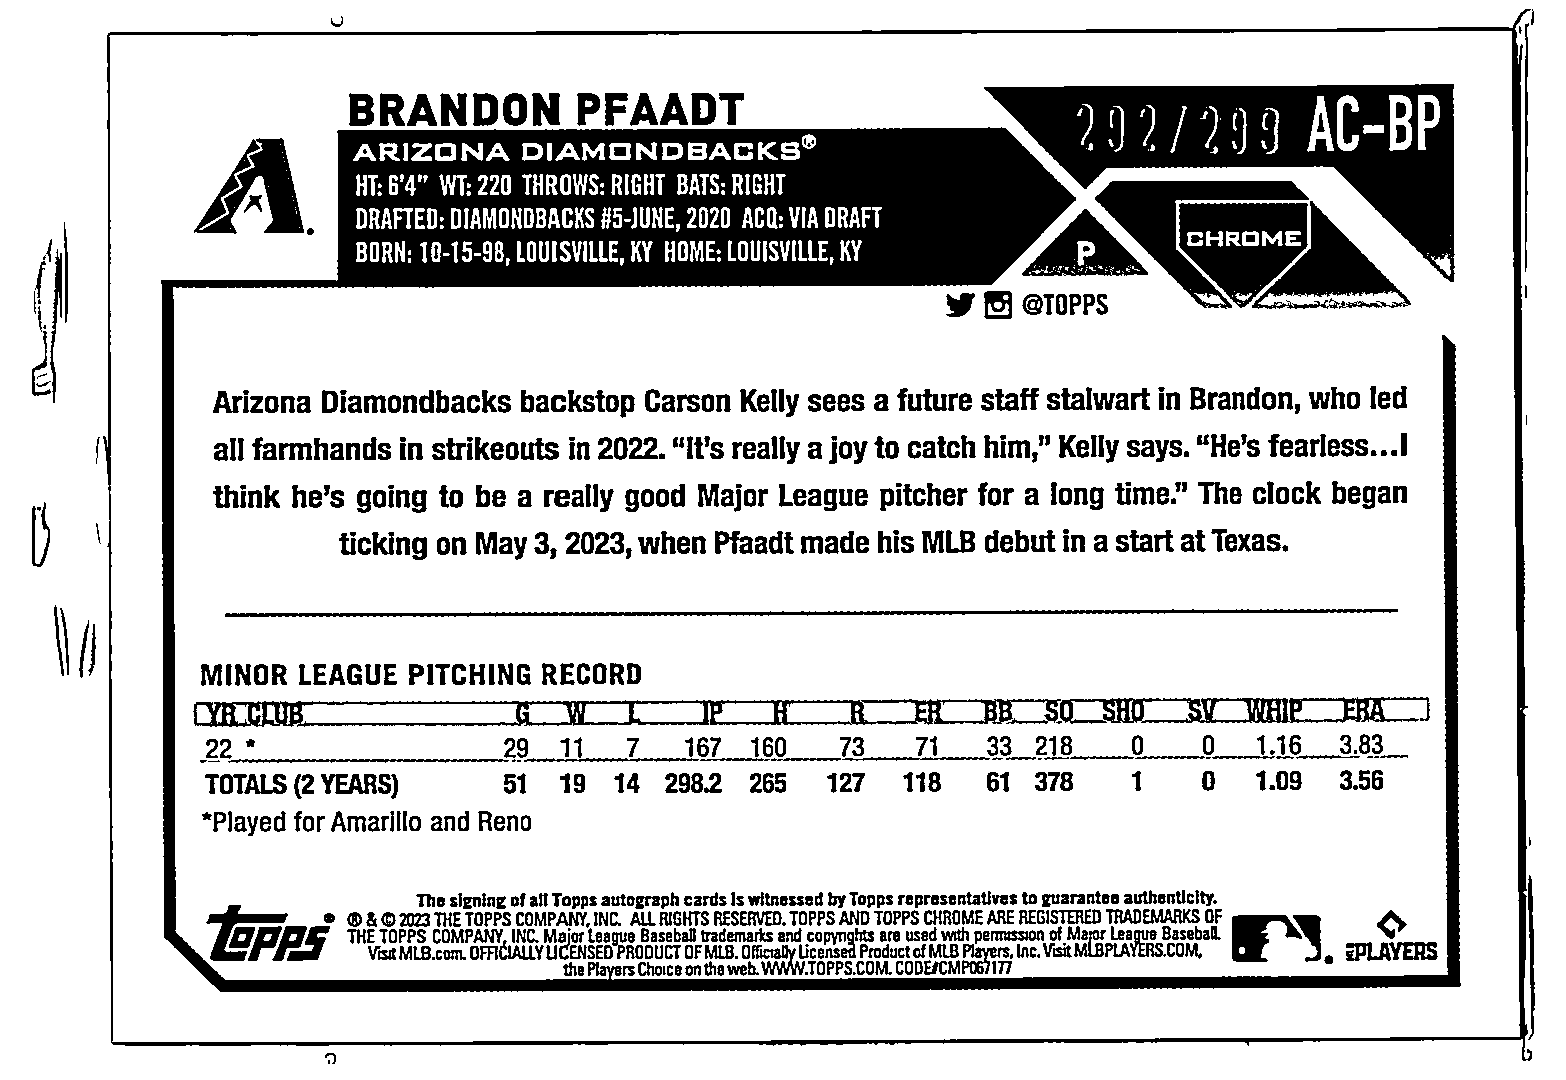 BRANDON PFAADT
292/299 AC-BP
ARIZONA DIAMONDBACKS®
HT: 6'4" WT: 220 THROWS: RIGHT BATS: RIGHT
DRAFTED: DIAMONDBACKS #5-JUNE, 2020 ACQ: VIA DRAFT
BORN: 10-15-98, LOUISVILLE, KY HOME: LOUISVILLE, KY
P
CHROME
@TOPPS
Arizona Diamondbacks backstop Carson Kelly sees a future staff stalwart in Brandon, who led
all farmhands in strikeouts in 2022. “It's really a joy to catch him,” Kelly says. “He's fearless...I
think he's going to be a really good Major League pitcher for a long time.” The clock began
ticking on May 3, 2023, when Pfaadt made his MLB debut in a start at Texas.
MINOR LEAGUE PITCHING RECORD
YR CLUB G W L IP H R ER BB SO SHO SV WHIP ERA
22 * 29 11 7 167 160 73 71 33 218 0 0 1.16 3.83
TOTALS (2 YEARS) 51 19 14 298.2 265 127 118 61 378 1 0 1.09 3.56
*Played for Amarillo and Reno
The signing of all Topps autograph cards is witnessed by Topps representatives to guarantee authenticity.
® & © 2023 THE TOPPS COMPANY, INC. ALL RIGHTS RESERVED. TOPPS AND TOPPS CHROME ARE REGISTERED TRADEMARKS OF
THE TOPPS COMPANY, INC. Major League Baseball trademarks and copyrights are used with permission of Major League Baseball.
Visit MLB.com. OFFICIALLY LICENSED PRODUCT OF MLB. Officially Licensed Product of MLB Players, Inc. Visit MLBPLAYERS.COM,
the Players Choice on the web. WWW.TOPPS.COM. CODE#CMP067177
topps®
PLAYERS